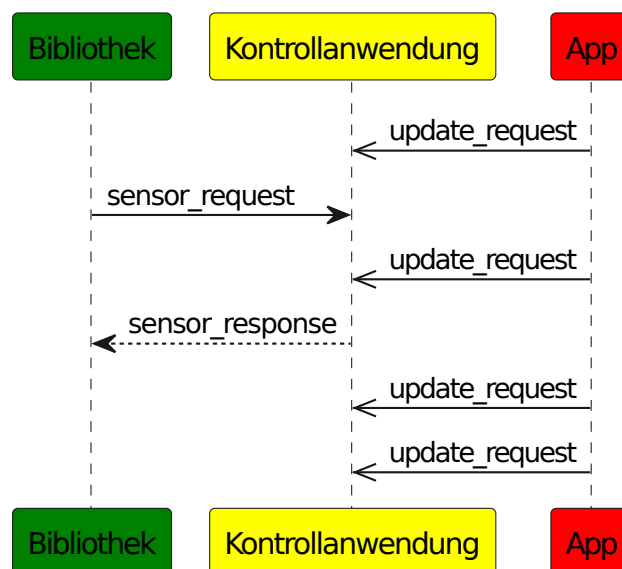 Bibliothek Kontrollanwendung App
update_request
sensor_request
update_request
sensor_response
update_request
update_request
Bibliothek Kontrollanwendung App